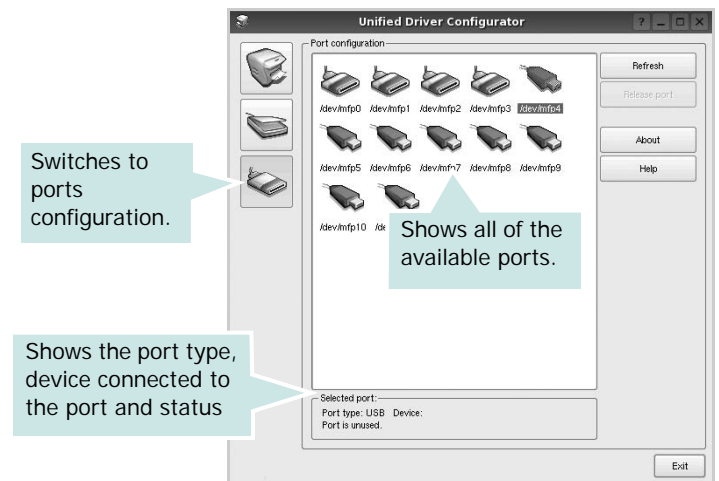 Unified Driver Configurator
Port configuration
/dev/mfp0 /dev/mfp1 /dev/mfp2 /dev/mfp3 /dev/mfp4
/dev/mfp5 /dev/mfp6 /dev/mfp7 /dev/mfp8 /dev/mfp9
/dev/mfp10 /de
Refresh
Release port
About
Help
Switches to
ports
configuration.
Shows all of the
available ports.
Shows the port type,
device connected to
the port and status
Selected port:
Port type: USB Device:
Port is unused.
Exit